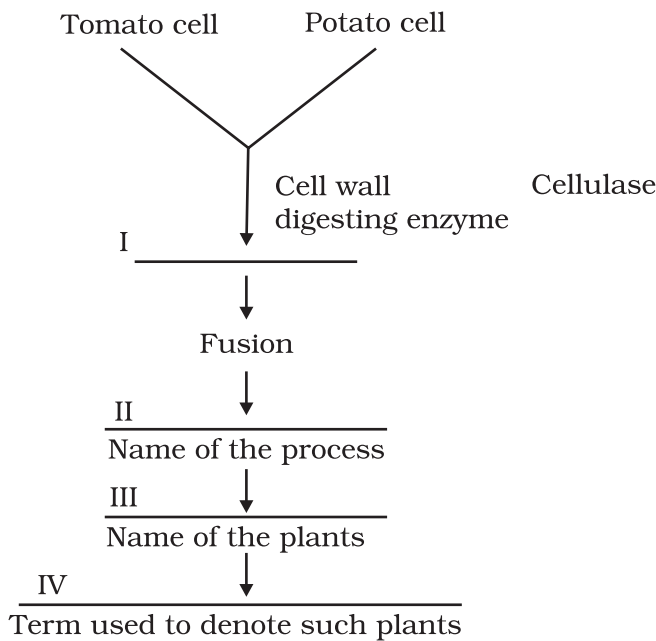 Tomato cell Potato cell
Cell wall Cellulase
digesting enzyme
I
Fusion
II
Name of the process
III
Name of the plants
IV
Term used to denote such plants